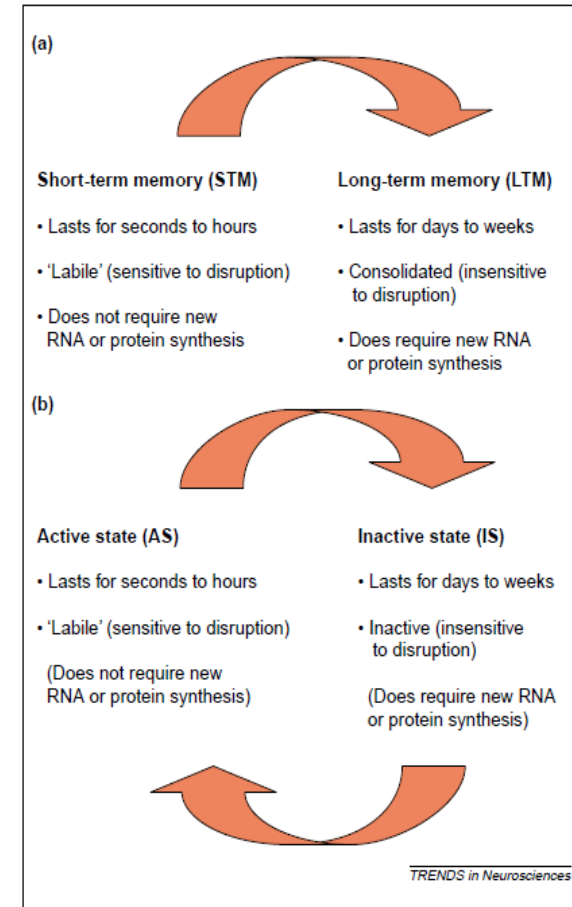 (a)
Short-term memory (STM)
• Lasts for seconds to hours
• 'Labile' (sensitive to disruption)
• Does not require new
RNA or protein synthesis
Long-term memory (LTM)
• Lasts for days to weeks
• Consolidated (insensitive
to disruption)
• Does require new RNA
or protein synthesis
(b)
Active state (AS)
• Lasts for seconds to hours
• 'Labile' (sensitive to disruption)
(Does not require new
RNA or protein synthesis)
Inactive state (IS)
• Lasts for days to weeks
• Inactive (insensitive
to disruption)
(Does require new RNA
or protein synthesis)
TRENDS in Neurosciences